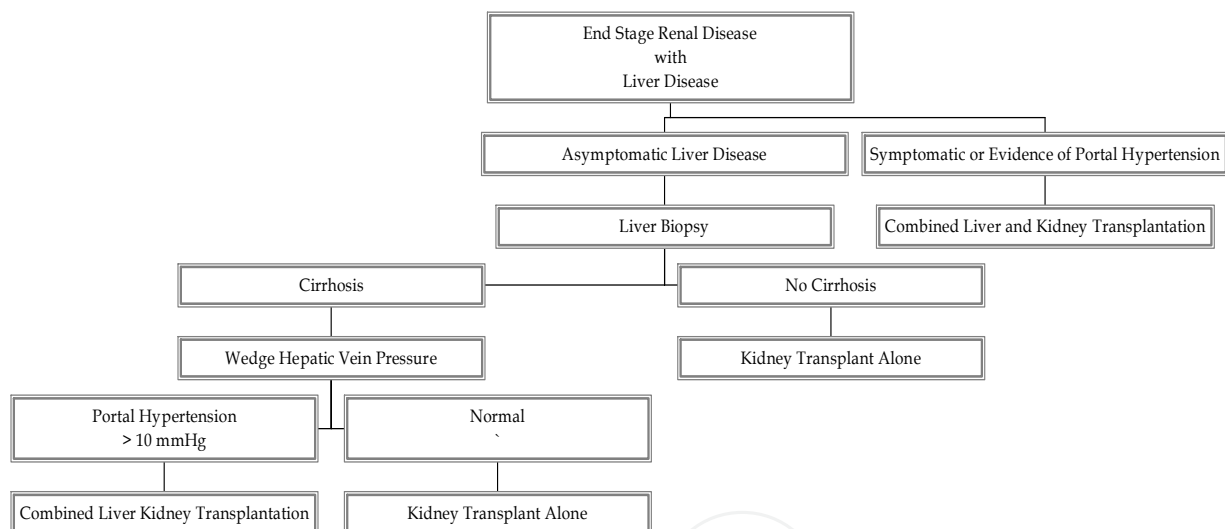 End Stage Renal Disease
with
Liver Disease
Asymptomatic Liver Disease
Symptomatic or Evidence of Portal Hypertension
Liver Biopsy
Combined Liver and Kidney Transplantation
Cirrhosis
No Cirrhosis
Wedge Hepatic Vein Pressure
Kidney Transplant Alone
Portal Hypertension
> 10 mmHg
Normal
`
Combined Liver Kidney Transplantation
Kidney Transplant Alone